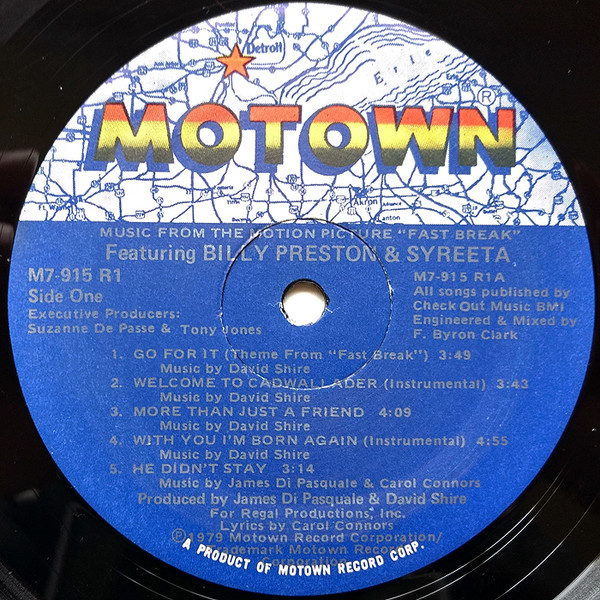 Detroit
Erie
MOTOWN®
Akron
Canton
MUSIC FROM THE MOTION PICTURE "FAST BREAK"
Featuring BILLY PRESTON & SYREETA
M7-915 R1
Side One
Executive Producers:
Suzanne De Passe & Tony Jones
M7-915 R1A
All songs published by
Check Out Music BMI
Engineered & Mixed by
F. Byron Clark
1. GO FOR IT (Theme From "Fast Break") 3:49
Music by David Shire
2. WELCOME TO CADWALLADER (Instrumental) 3:43
Music by David Shire
3. MORE THAN JUST A FRIEND 4:09
Music by David Shire
4. WITH YOU I'M BORN AGAIN (Instrumental) 4:55
Music by David Shire
5. HE DIDN'T STAY 3:14
Music by James Di Pasquale & Carol Connors
Produced by James Di Pasquale & David Shire
For Regal Productions, Inc.
Lyrics by Carol Connors
℗1979 Motown Record Corporation/
Trademark Motown Record
Corporation
A PRODUCT OF MOTOWN RECORD CORP.